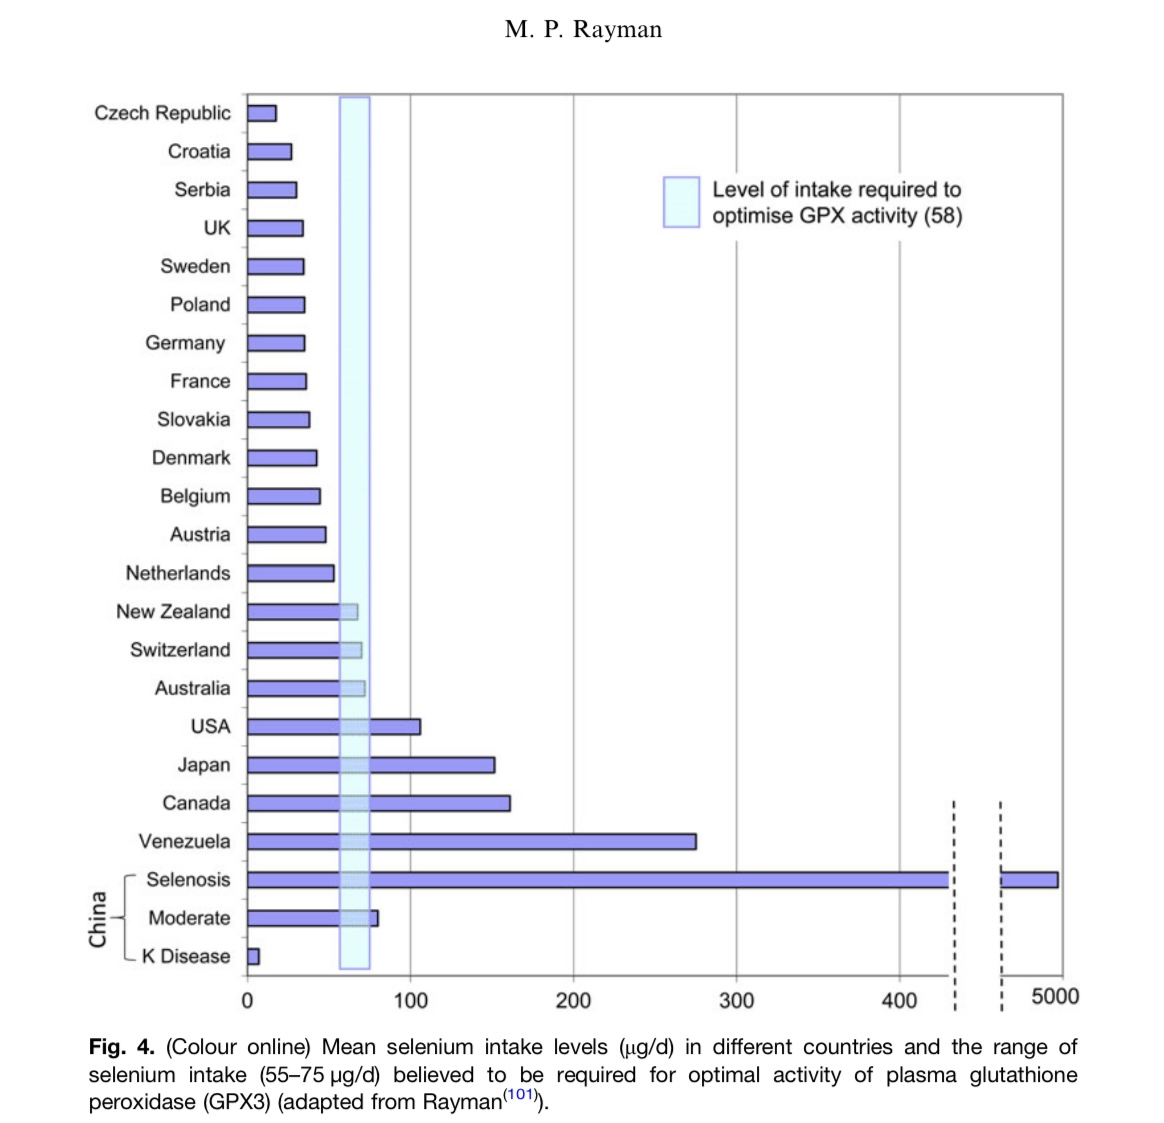 M. P. Rayman
Czech Republic
Croatia
Serbia
UK
Sweden
Poland
Germany
France
Slovakia
Denmark
Belgium
Austria
Netherlands
New Zealand
Switzerland
Australia
USA
Japan
Canada
Venezuela
Selenosis
Moderate
K Disease
China
Level of intake required to
optimise GPX activity (58)
0 100 200 300 400 5000
Fig. 4. (Colour online) Mean selenium intake levels (μg/d) in different countries and the range of
selenium intake (55–75 μg/d) believed to be required for optimal activity of plasma glutathione
peroxidase (GPX3) (adapted from Rayman(101)).